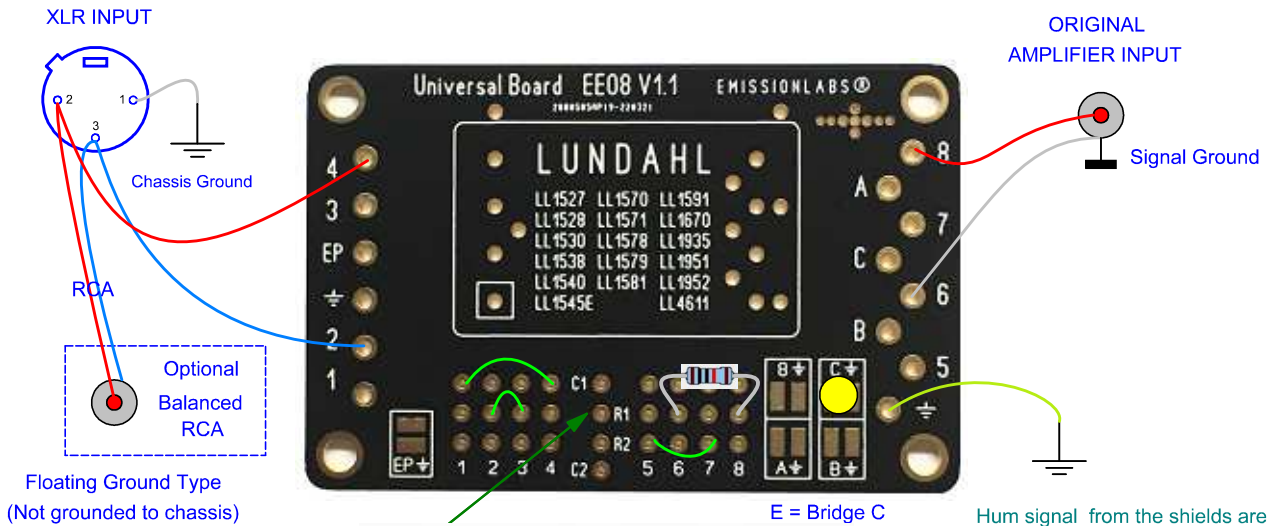 XLR INPUT
2
1
3
Chassis Ground
RCA
Optional
Balanced
RCA
Floating Ground Type
(Not grounded to chassis)
Universal Board EE08 V1.1
EMISSIONLABS®
LUNDAHL
LL1527 LL1570 LL1591
LL1528 LL1571 LL1670
LL1530 LL1578 LL1935
LL1538 LL1579 LL1951
LL1540 LL1581 LL1952
LL1545E LL4611
4
3
EP
2
1
EP
C1
R1
R2
C2
1 2 3 4
5 6 7 8
B
C
A
B
8
A
7
C
6
B
5
E = Bridge C
ORIGINAL
AMPLIFIER INPUT
Signal Ground
Hum signal from the shields are